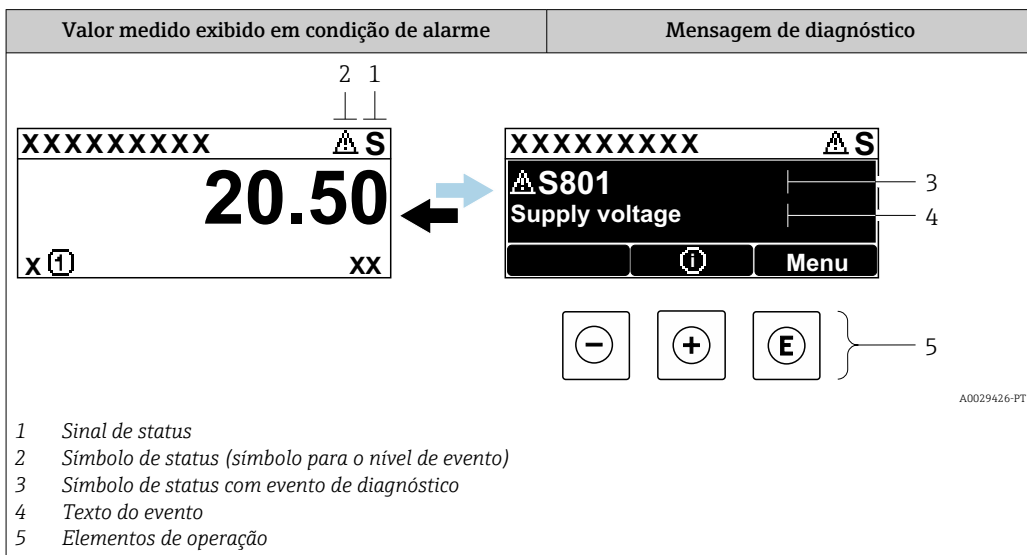 Valor medido exibido em condição de alarme
Mensagem de diagnóstico
2 1
XXXXXXXXX ⚠ S
20.50
X 1 XX
XXXXXXXXX ⚠ S
⚠S801
Supply voltage
i Menu
3
4
− + E
5
A0029426-PT
1 Sinal de status
2 Símbolo de status (símbolo para o nível de evento)
3 Símbolo de status com evento de diagnóstico
4 Texto do evento
5 Elementos de operação